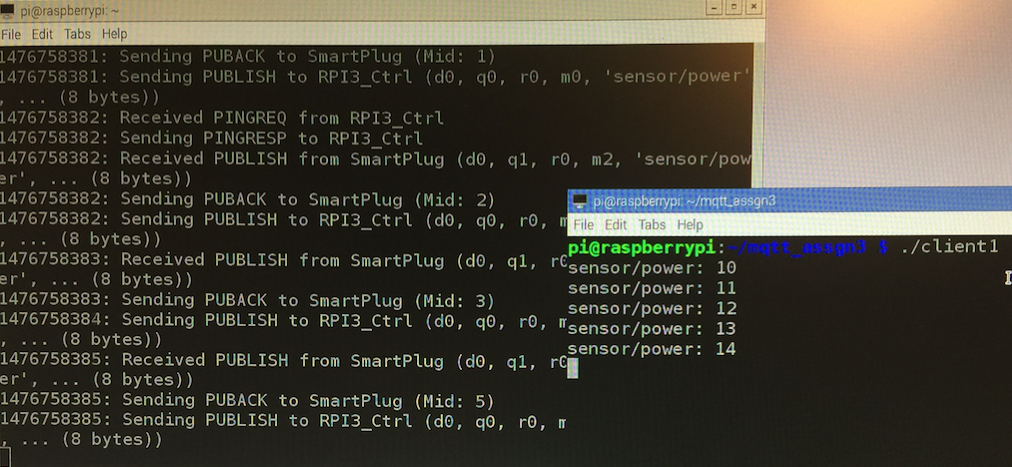 pi@raspberrypi: ~
File Edit Tabs Help
1476758381: Sending PUBACK to SmartPlug (Mid: 1)
1476758381: Sending PUBLISH to RPI3_Ctrl (d0, q0, r0, m0, 'sensor/power'
, ... (8 bytes))
1476758382: Received PINGREQ from RPI3_Ctrl
1476758382: Sending PINGRESP to RPI3_Ctrl
1476758382: Received PUBLISH from SmartPlug (d0, q1, r0, m2, 'sensor/pow
er', ... (8 bytes))
1476758382: Sending PUBACK to SmartPlug (Mid: 2)
1476758382: Sending PUBLISH to RPI3_Ctrl (d0, q0, r0, m
, ... (8 bytes))
1476758383: Received PUBLISH from SmartPlug (d0, q1, r0
er', ... (8 bytes))
1476758383: Sending PUBACK to SmartPlug (Mid: 3)
1476758384: Sending PUBLISH to RPI3_Ctrl (d0, q0, r0, m
, ... (8 bytes))
1476758385: Received PUBLISH from SmartPlug (d0, q1, r0
er', ... (8 bytes))
1476758385: Sending PUBACK to SmartPlug (Mid: 5)
1476758385: Sending PUBLISH to RPI3_Ctrl (d0, q0, r0, m
, ... (8 bytes))
pi@raspberrypi: ~/mqtt_assgn3
File Edit Tabs Help
pi@raspberrypi:~/mqtt_assgn3 $ ./client1
sensor/power: 10
sensor/power: 11
sensor/power: 12
sensor/power: 13
sensor/power: 14